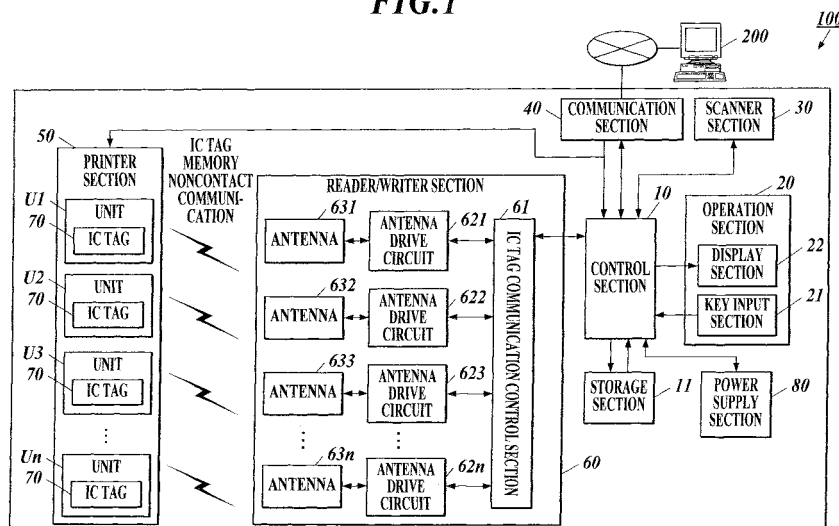 FIG.1
100
200
40
COMMUNICATION
SECTION
SCANNER
SECTION
30
50
PRINTER
SECTION
IC TAG
MEMORY
NONCONTACT
COMMUNI-
CATION
U1
UNIT
70
IC TAG
U2
UNIT
70
IC TAG
U3
UNIT
70
IC TAG
Un
UNIT
70
IC TAG
READER/WRITER SECTION
631
ANTENNA
621
ANTENNA
DRIVE
CIRCUIT
632
ANTENNA
622
ANTENNA
DRIVE
CIRCUIT
633
ANTENNA
623
ANTENNA
DRIVE
CIRCUIT
63n
ANTENNA
62n
ANTENNA
DRIVE
CIRCUIT
61
IC TAG COMMUNICATION CONTROL SECTION
60
10
CONTROL
SECTION
20
OPERATION
SECTION
DISPLAY
SECTION
22
KEY INPUT
SECTION
21
STORAGE
SECTION
11
POWER
SUPPLY
SECTION
80